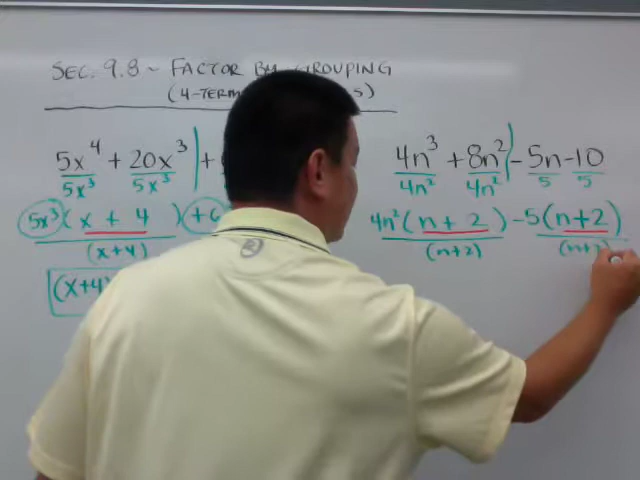 SEC. 9.8 ~ FACTOR BY GROUPING
(4-TERM S)
5x⁴ + 20x³ +
5x³ 5x³
5x³ (x + 4) +6
(x+4)
(x+4)
4n³ + 8n² - 5n - 10
4n² 4n² 5 5
4n² (n + 2) - 5 (n + 2)
(n+2) (n+2)